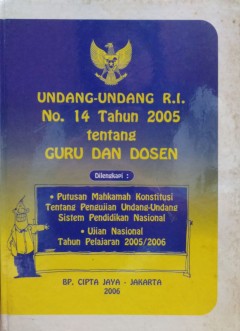 UNDANG-UNDANG R.I.
No. 14 Tahun 2005
tentang
GURU DAN DOSEN
Dilengkapi :
• Putusan Mahkamah Konstitusi
Tentang Pengujian Undang-Undang
Sistem Pendidikan Nasional
• Ujian Nasional
Tahun Pelajaran 2005/2006
BP. CIPTA JAYA - JAKARTA
2006